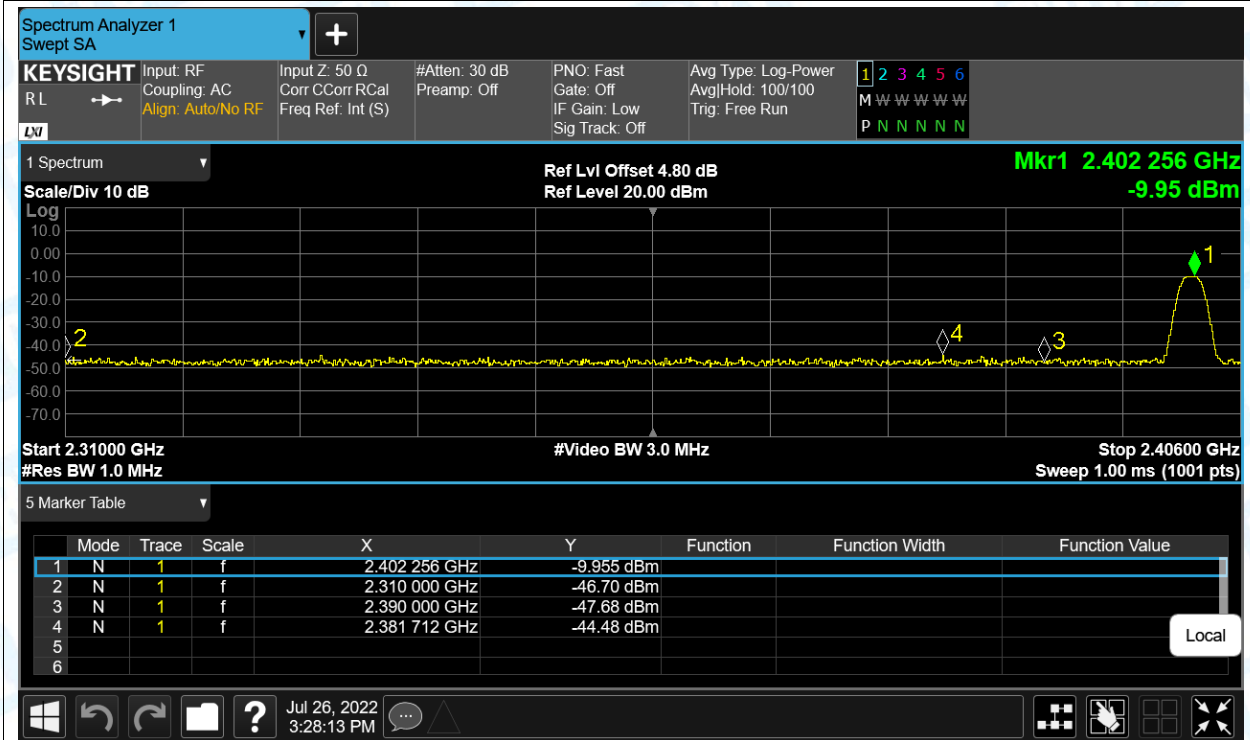 Spectrum Analyzer 1
Swept SA
+
KEYSIGHT
R L
LXI
Input: RF
Coupling: AC
Align: Auto/No RF
Input Z: 50 Ω
Corr CCorr RCal
Freq Ref: Int (S)
#Atten: 30 dB
Preamp: Off
PNO: Fast
Gate: Off
IF Gain: Low
Sig Track: Off
Avg Type: Log-Power
Avg|Hold: 100/100
Trig: Free Run
1 2 3 4 5 6
M W W W W W
P N N N N N
1 Spectrum
Scale/Div 10 dB
Ref Lvl Offset 4.80 dB
Ref Level 20.00 dBm
Mkr1 2.402 256 GHz
-9.95 dBm
Log
10.0
0.00
-10.0
-20.0
-30.0
-40.0
-50.0
-60.0
-70.0
1
2
4
3
Start 2.31000 GHz
#Video BW 3.0 MHz
Stop 2.40600 GHz
#Res BW 1.0 MHz
Sweep 1.00 ms (1001 pts)
5 Marker Table
Mode Trace Scale X Y Function Function Width Function Value
1 N 1 f 2.402 256 GHz -9.955 dBm
2 N 1 f 2.310 000 GHz -46.70 dBm
3 N 1 f 2.390 000 GHz -47.68 dBm
4 N 1 f 2.381 712 GHz -44.48 dBm
5
6
Local
?
Jul 26, 2022
3:28:13 PM